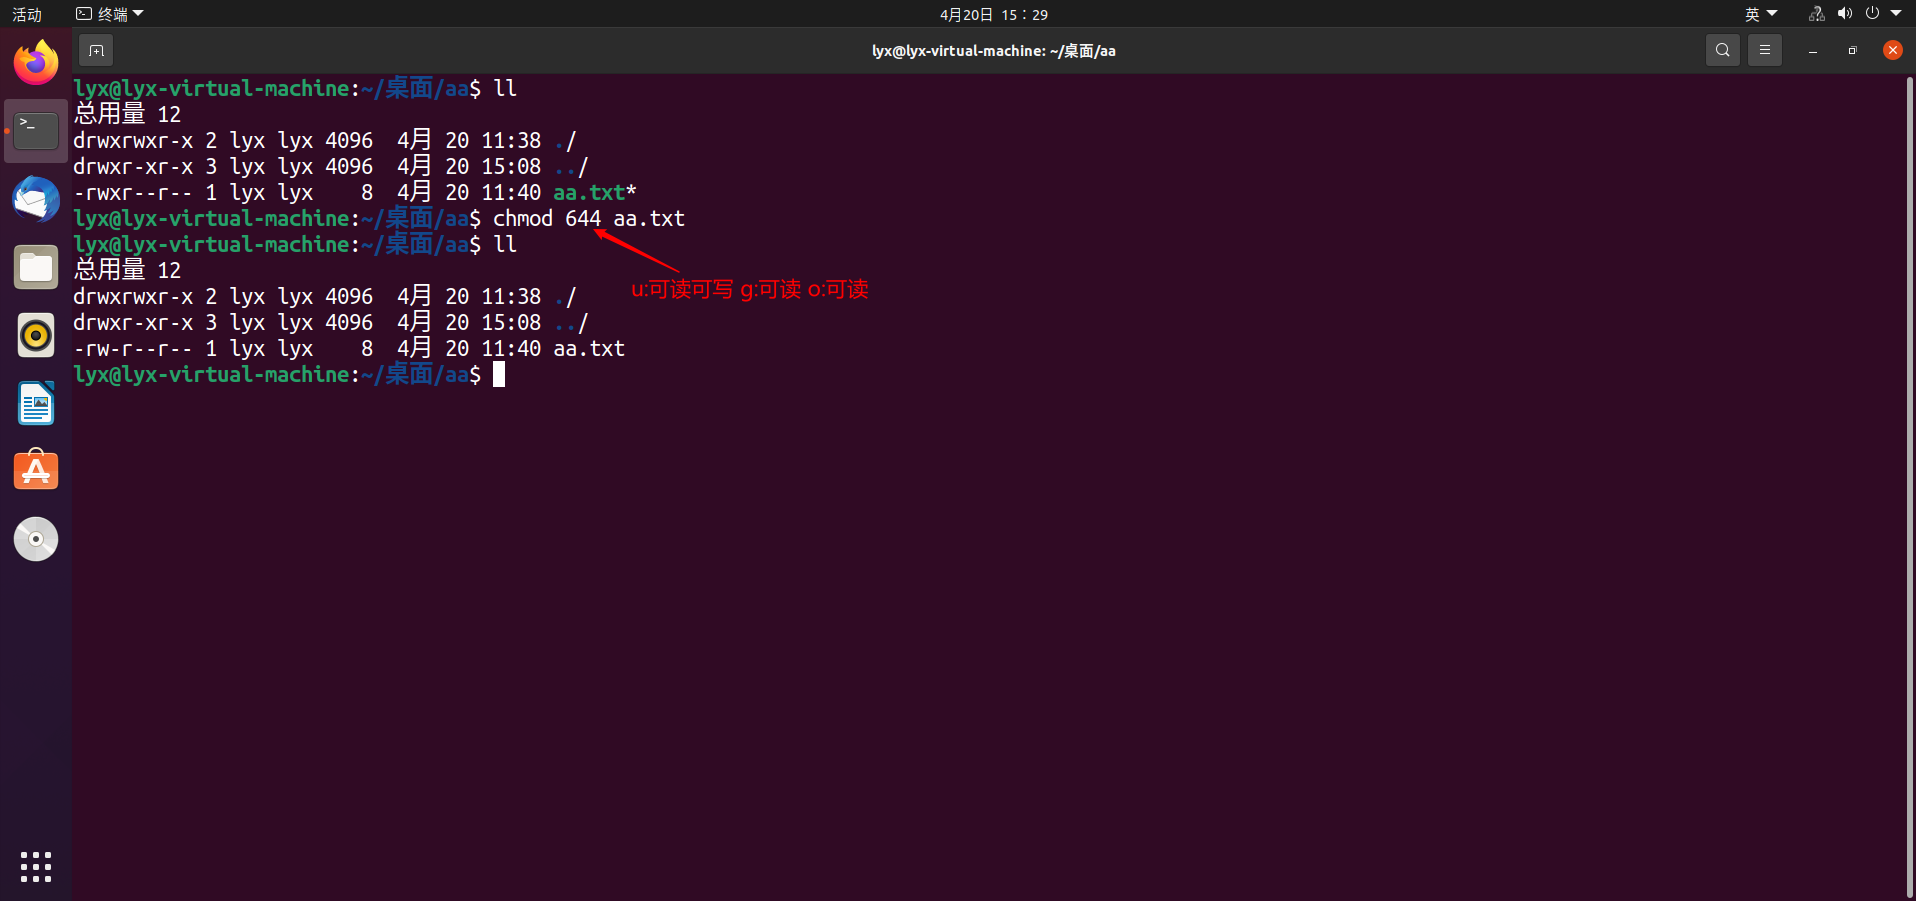 活动 终端 4月20日 15：29 英
lyx@lyx-virtual-machine: ~/桌面/aa
lyx@lyx-virtual-machine:~/桌面/aa$ ll
总用量 12
drwxrwxr-x 2 lyx lyx 4096  4月 20 11:38 ./
drwxr-xr-x 3 lyx lyx 4096  4月 20 15:08 ../
-rwxr--r-- 1 lyx lyx    8  4月 20 11:40 aa.txt*
lyx@lyx-virtual-machine:~/桌面/aa$ chmod 644 aa.txt
lyx@lyx-virtual-machine:~/桌面/aa$ ll
总用量 12
u:可读可写 g:可读 o:可读
drwxrwxr-x 2 lyx lyx 4096  4月 20 11:38 ./
drwxr-xr-x 3 lyx lyx 4096  4月 20 15:08 ../
-rw-r--r-- 1 lyx lyx    8  4月 20 11:40 aa.txt
lyx@lyx-virtual-machine:~/桌面/aa$